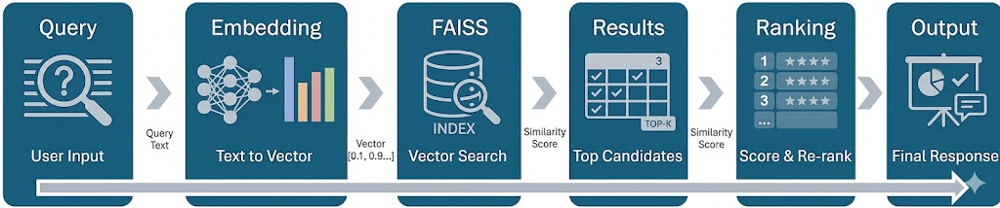 Query
?
User Input
Query
Text
Embedding
Text to Vector
Vector
[0.1, 0.9...]
FAISS
INDEX
Vector Search
Similarity
Score
Results
3
TOP-K
Top Candidates
Similarity
Score
Ranking
1 ★★★★
2 ★★★★
3 ★★★★
...
Score & Re-rank
Output
Final Response